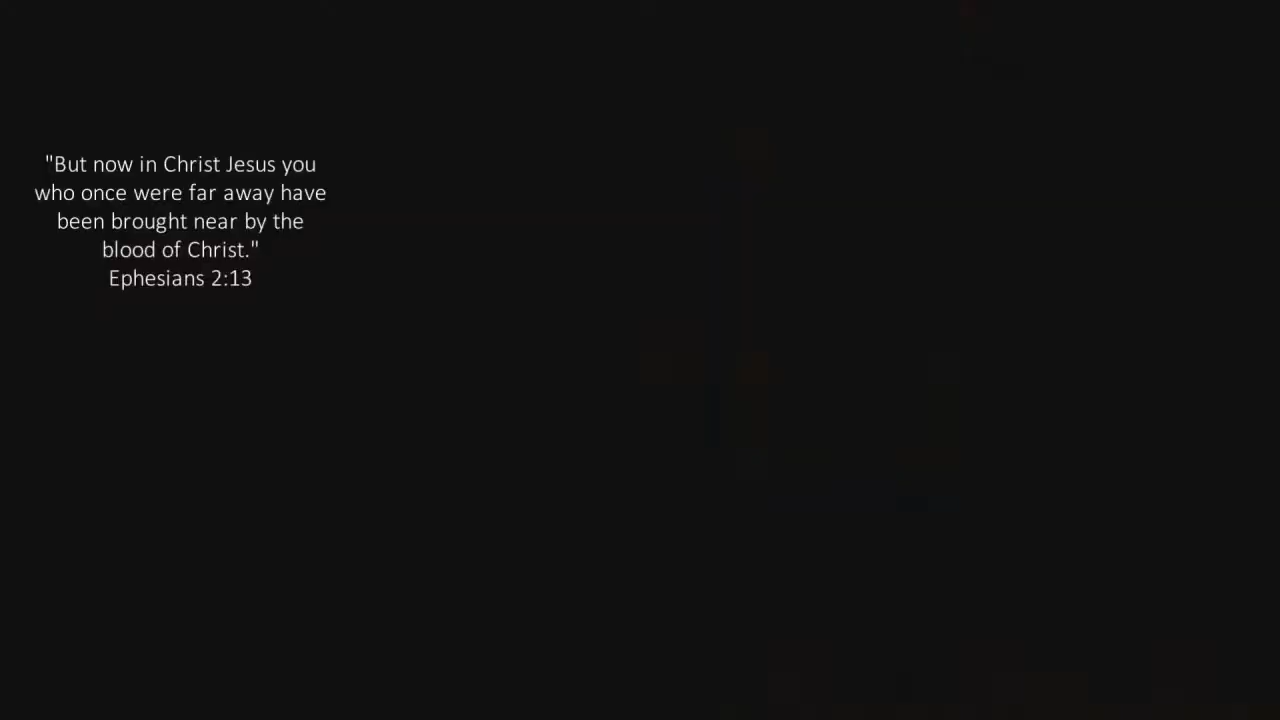 "But now in Christ Jesus you
who once were far away have
been brought near by the
blood of Christ."
Ephesians 2:13